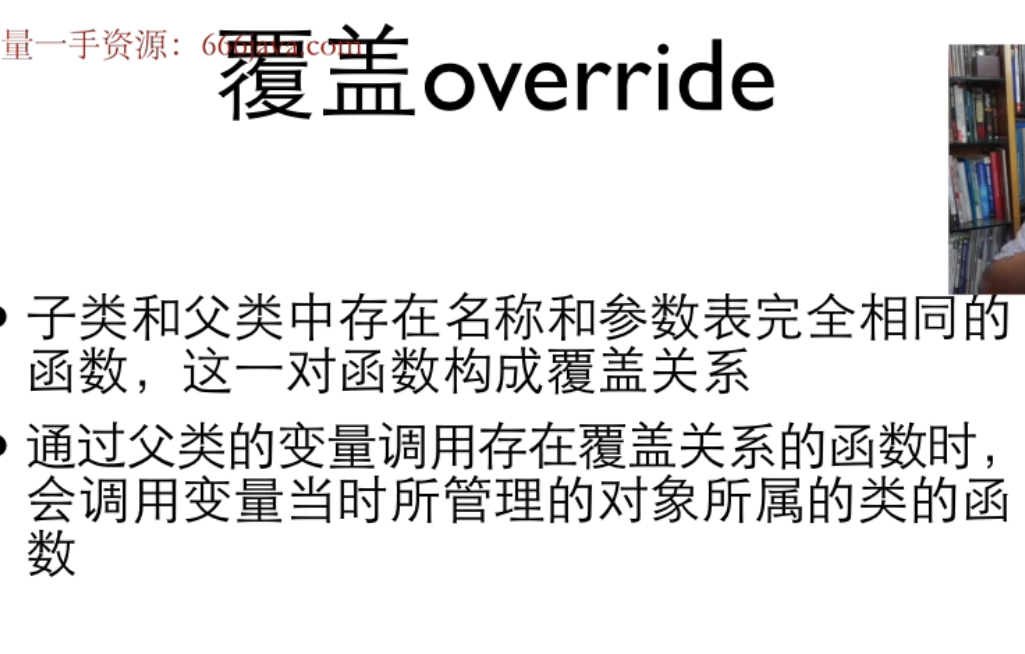 量一手资源：666java.com
覆盖override
• 子类和父类中存在名称和参数表完全相同的
函数，这一对函数构成覆盖关系
• 通过父类的变量调用存在覆盖关系的函数时，
会调用变量当时所管理的对象所属的类的函
数